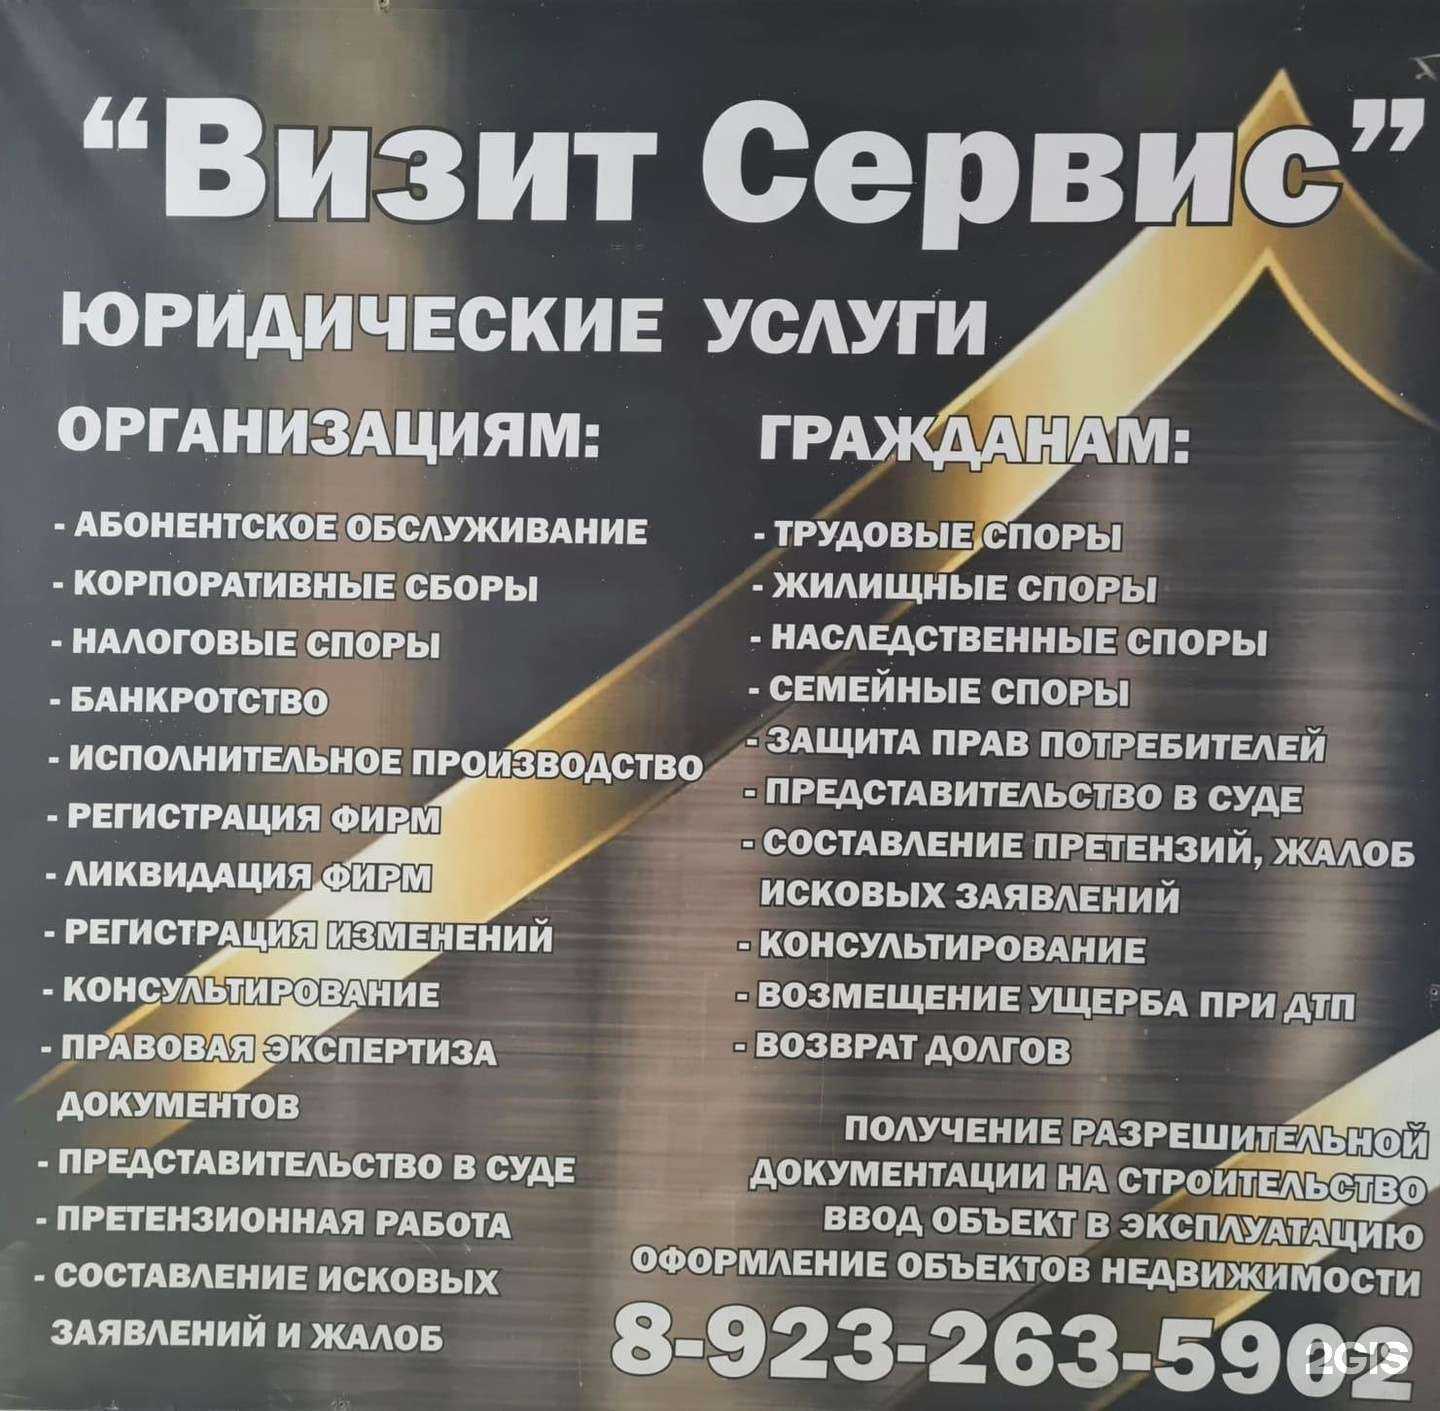 “Визит Сервис”
ЮРИДИЧЕСКИЕ УСЛУГИ
ОРГАНИЗАЦИЯМ:
- АБОНЕНТСКОЕ ОБСЛУЖИВАНИЕ
- КОРПОРАТИВНЫЕ СБОРЫ
- НАЛОГОВЫЕ СПОРЫ
- БАНКРОТСТВО
- ИСПОЛНИТЕЛЬНОЕ ПРОИЗВОДСТВО
- РЕГИСТРАЦИЯ ФИРМ
- ЛИКВИДАЦИЯ ФИРМ
- РЕГИСТРАЦИЯ ИЗМЕНЕНИЙ
- КОНСУЛЬТИРОВАНИЕ
- ПРАВОВАЯ ЭКСПЕРТИЗА
ДОКУМЕНТОВ
- ПРЕДСТАВИТЕЛЬСТВО В СУДЕ
- ПРЕТЕНЗИОННАЯ РАБОТА
- СОСТАВЛЕНИЕ ИСКОВЫХ
ЗАЯВЛЕНИЙ И ЖАЛОБ
ГРАЖДАНАМ:
- ТРУДОВЫЕ СПОРЫ
- ЖИЛИЩНЫЕ СПОРЫ
- НАСЛЕДСТВЕННЫЕ СПОРЫ
- СЕМЕЙНЫЕ СПОРЫ
- ЗАЩИТА ПРАВ ПОТРЕБИТЕЛЕЙ
- ПРЕДСТАВИТЕЛЬСТВО В СУДЕ
- СОСТАВЛЕНИЕ ПРЕТЕНЗИЙ, ЖАЛОБ
ИСКОВЫХ ЗАЯВЛЕНИЙ
- КОНСУЛЬТИРОВАНИЕ
- ВОЗМЕЩЕНИЕ УЩЕРБА ПРИ ДТП
- ВОЗВРАТ ДОЛГОВ
ПОЛУЧЕНИЕ РАЗРЕШИТЕЛЬНОЙ
ДОКУМЕНТАЦИИ НА СТРОИТЕЛЬСТВО
ВВОД ОБЪЕКТ В ЭКСПЛУАТАЦИЮ
ОФОРМЛЕНИЕ ОБЪЕКТОВ НЕДВИЖИМОСТИ
8-923-263-5902
2GIS